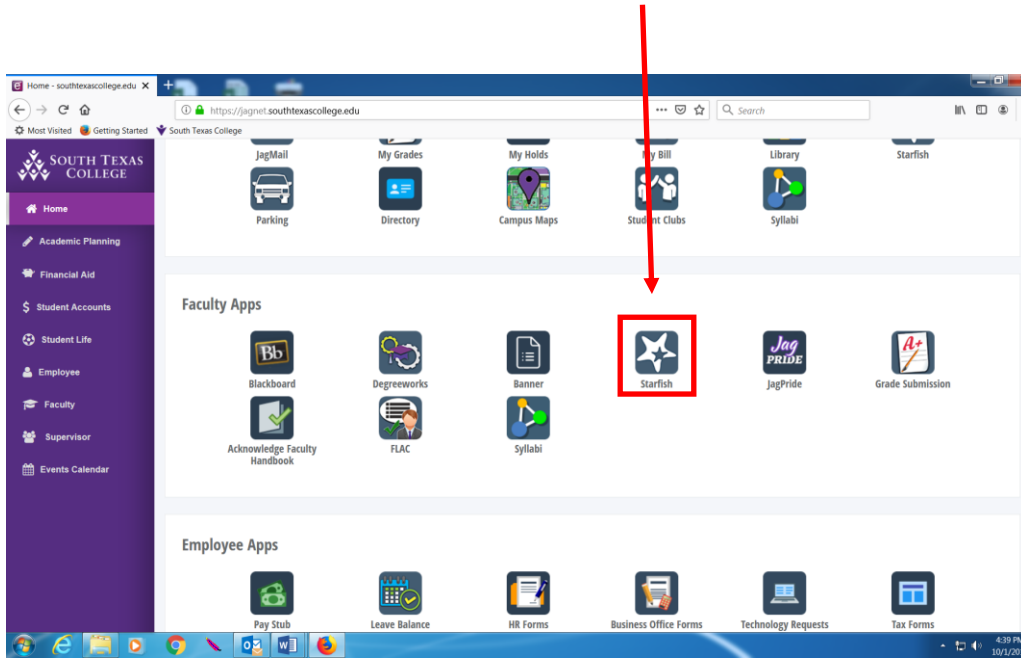 Home - southtexascollege.edu
https://jagnet.southtexascollege.edu
Search
Most Visited Getting Started South Texas College
SOUTH TEXAS
COLLEGE
Home
Academic Planning
Financial Aid
Student Accounts
Student Life
Employee
Faculty
Supervisor
Events Calendar
JagMail My Grades My Holds My Bill Library Starfish
Parking Directory Campus Maps Student Clubs Syllabi
Faculty Apps
Bb
Jag
PRIDE
A+
Blackboard Degreeworks Banner Starfish JagPride Grade Submission
Acknowledge Faculty
Handbook
FLAC Syllabi
Employee Apps
Pay Stub Leave Balance HR Forms Business Office Forms Technology Requests Tax Forms
4:39 PM